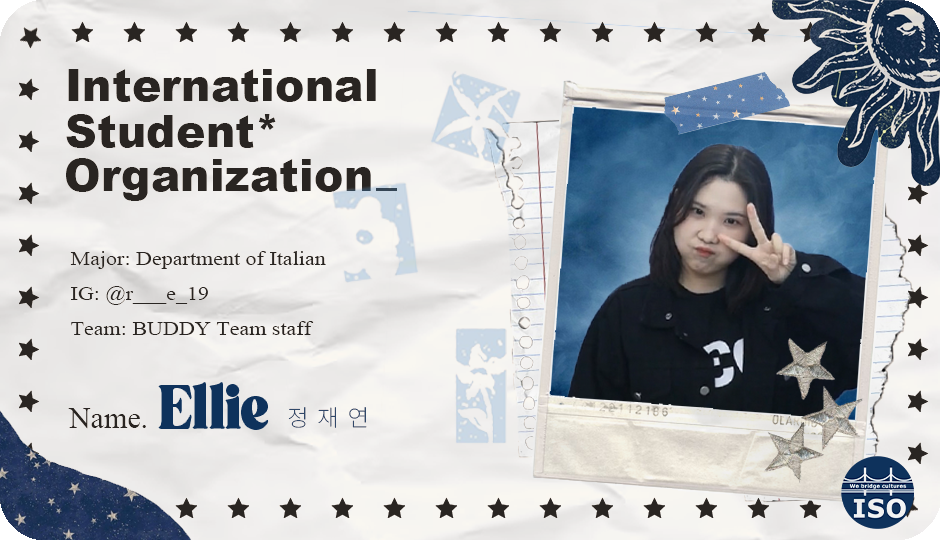 International
Student*
Organization_
Major: Department of Italian
IG: @r___e_19
Team: BUDDY Team staff
Name. Ellie 정 재 연
We bridge cultures
ISO